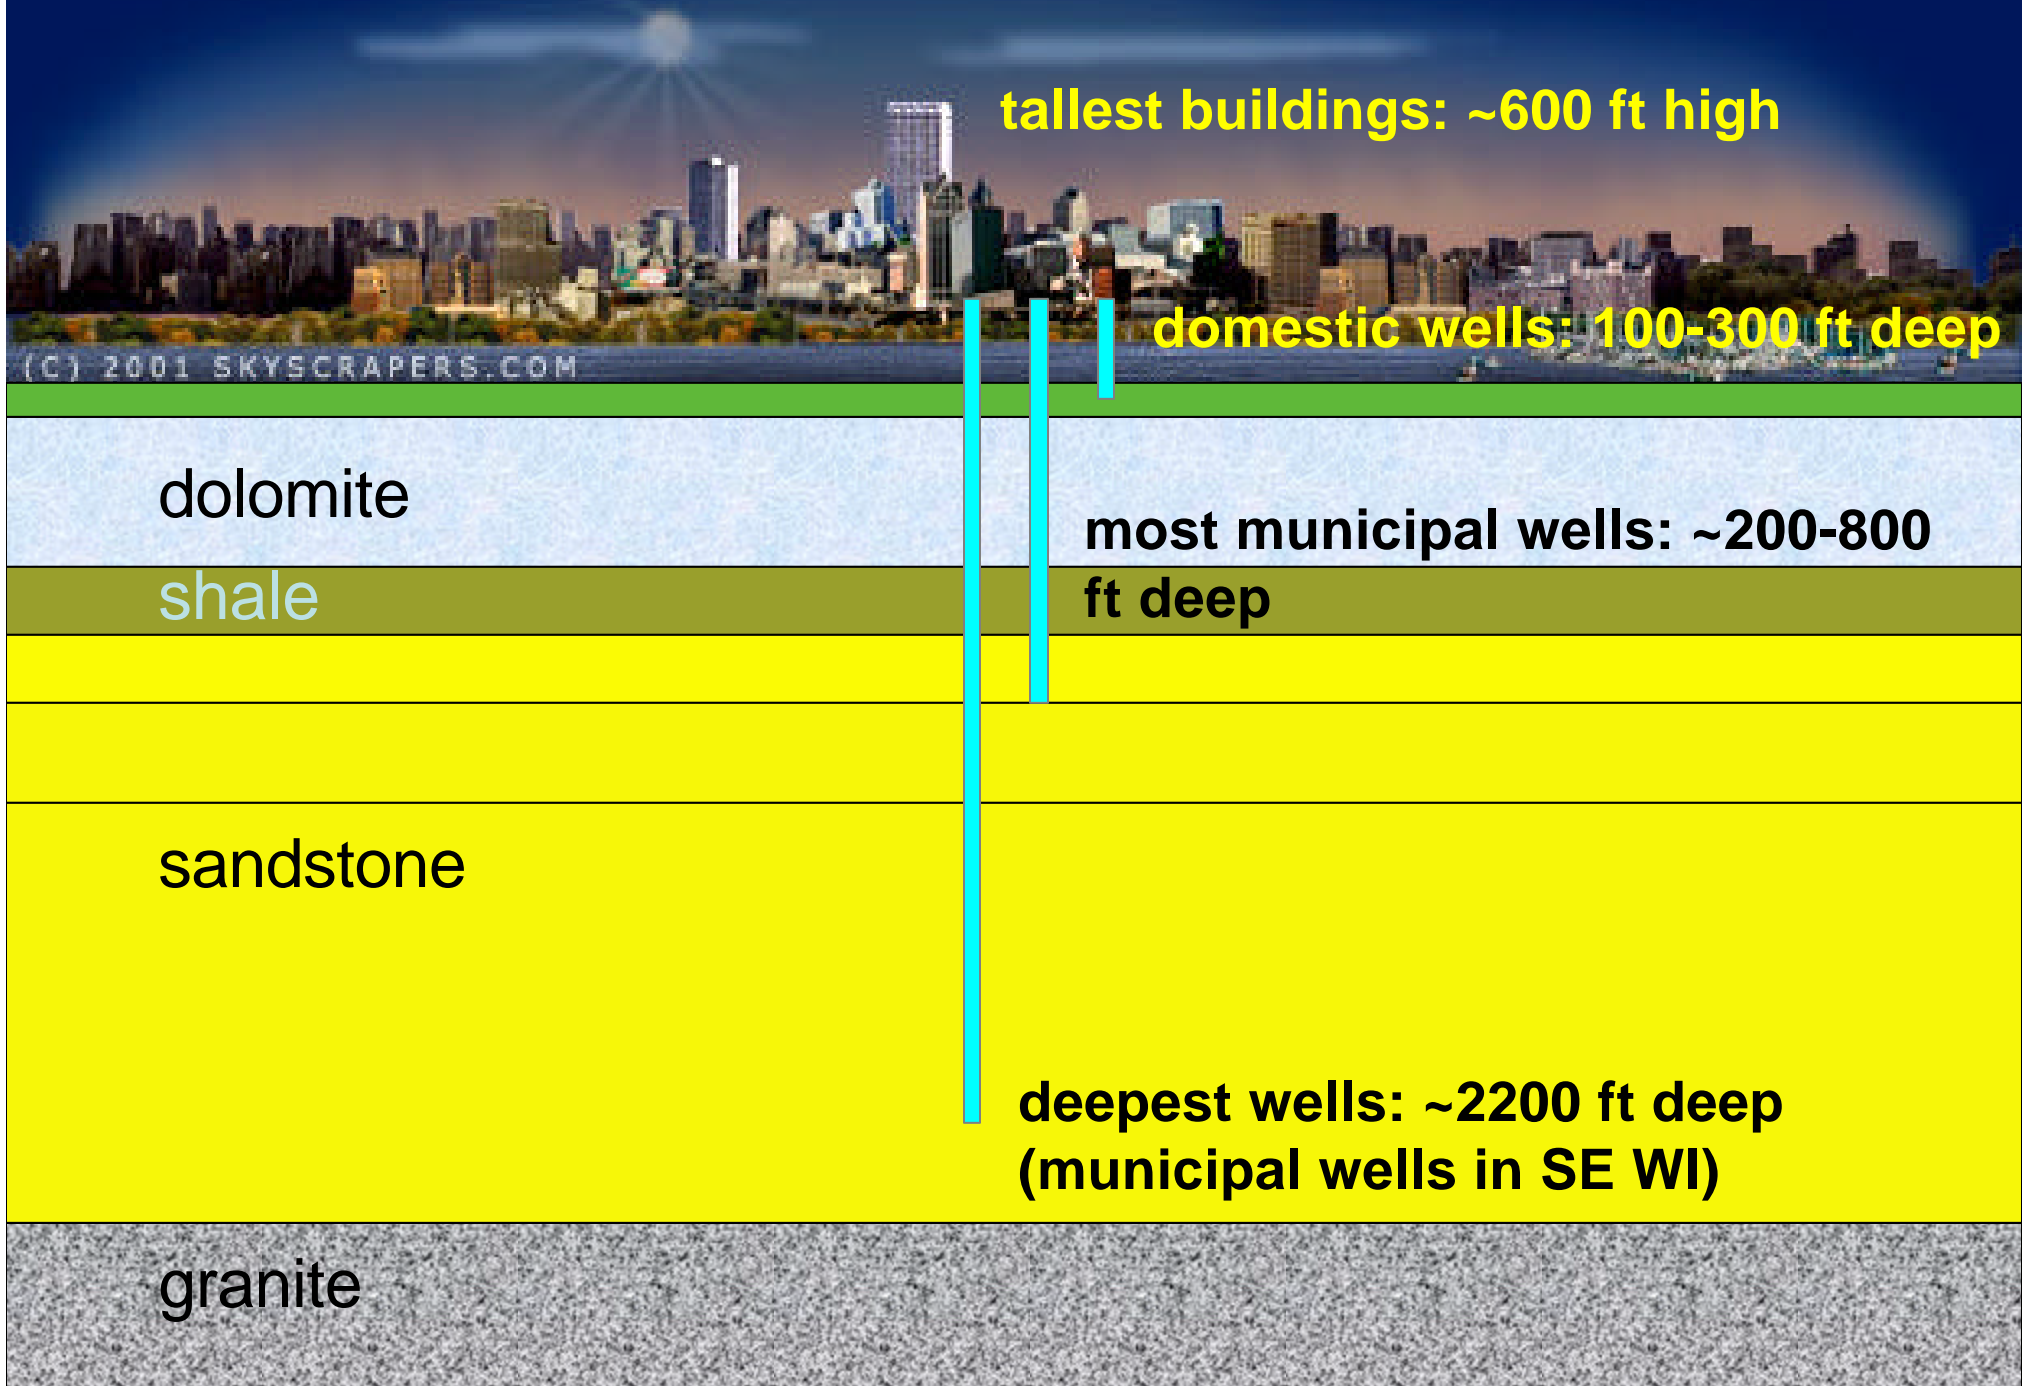 tallest buildings: ~600 ft high
domestic wells: 100-300 ft deep
(C) 2001 SKYSCRAPERS.COM
dolomite
most municipal wells: ~200-800
ft deep
shale
sandstone
deepest wells: ~2200 ft deep
(municipal wells in SE WI)
granite